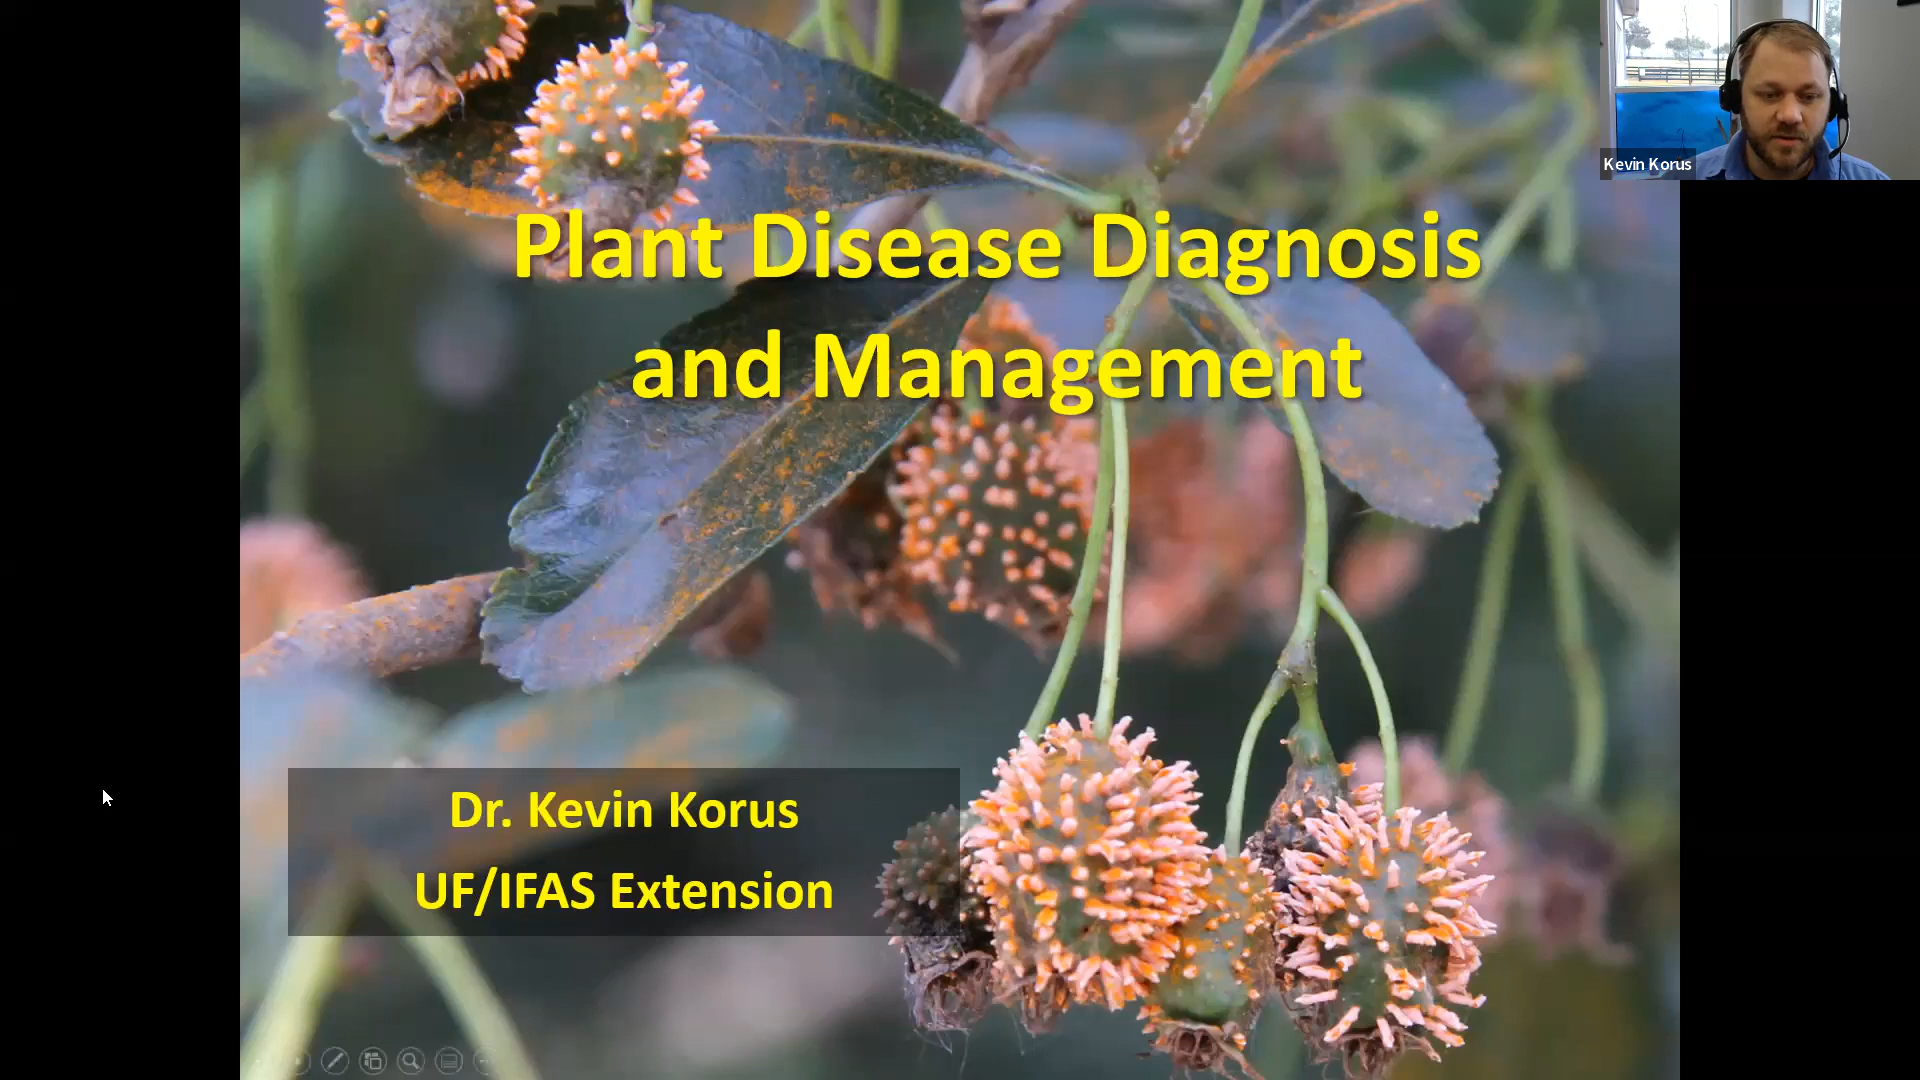 Kevin Korus
Plant Disease Diagnosis
and Management
Dr. Kevin Korus
UF/IFAS Extension